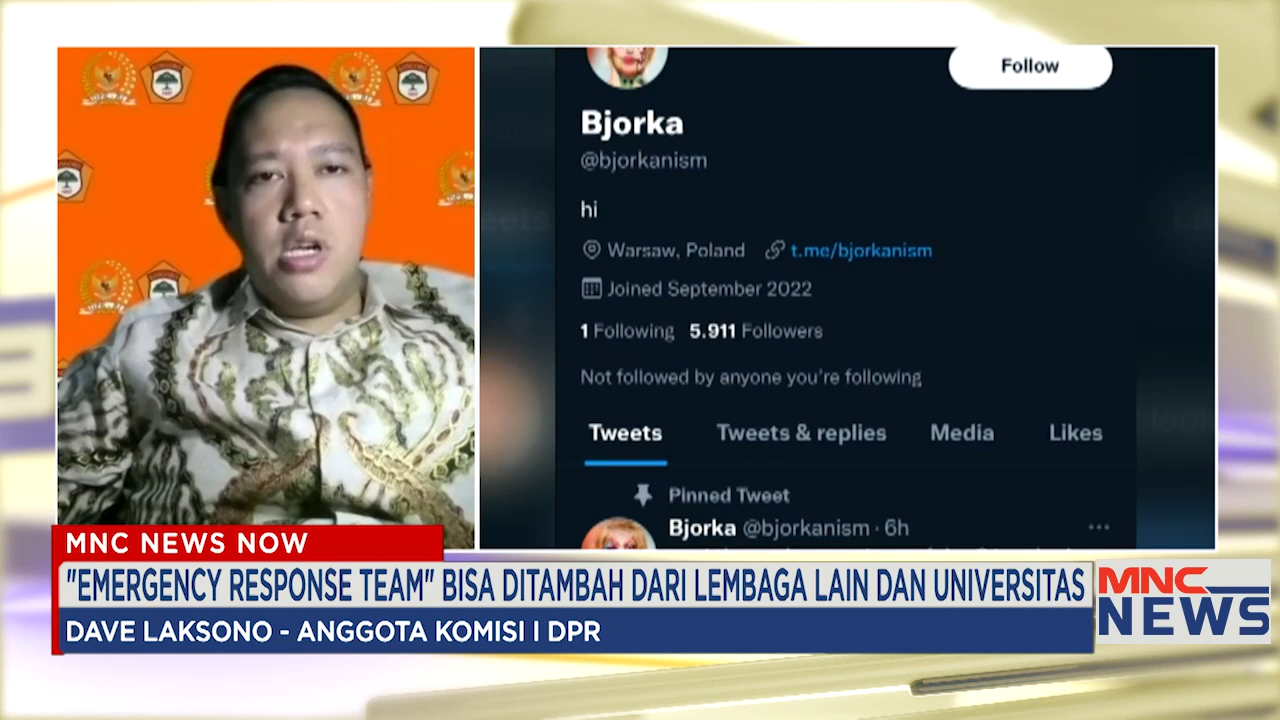 Follow
Bjorka
@bjorkanism
hi
Warsaw, Poland t.me/bjorkanism
Joined September 2022
1 Following 5.911 Followers
Not followed by anyone you're following
Tweets Tweets & replies Media Likes
Pinned Tweet
Bjorka @bjorkanism · 6h
MNC NEWS NOW
"EMERGENCY RESPONSE TEAM" BISA DITAMBAH DARI LEMBAGA LAIN DAN UNIVERSITAS
DAVE LAKSONO - ANGGOTA KOMISI I DPR
MNC
NEWS